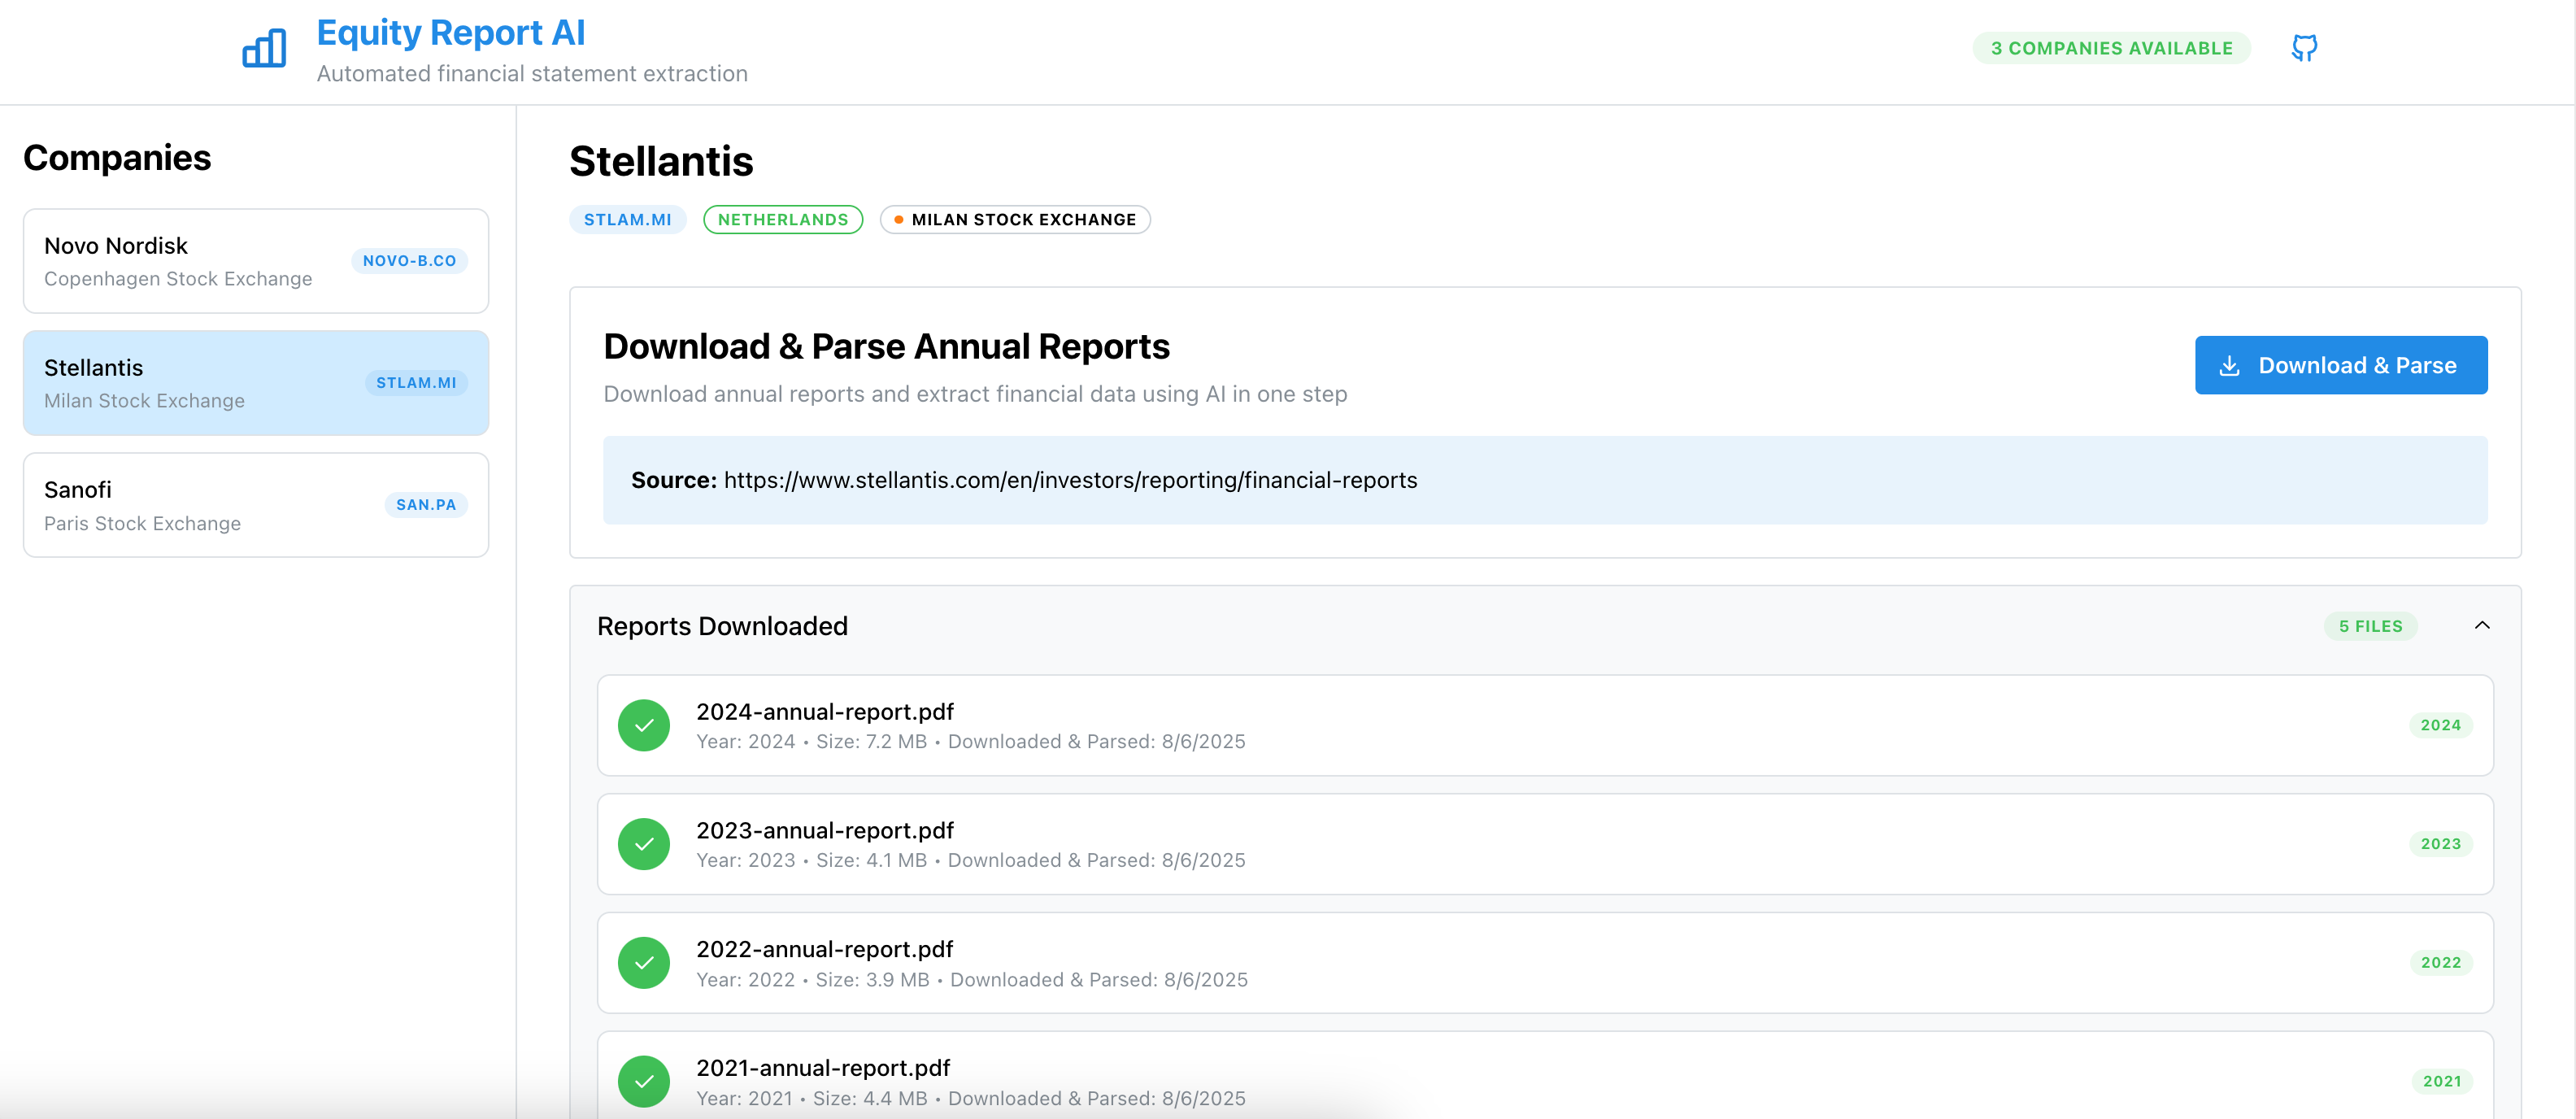 Equity Report AI
Automated financial statement extraction
3 COMPANIES AVAILABLE
Companies
Novo Nordisk
Copenhagen Stock Exchange
NOVO-B.CO
Stellantis
Milan Stock Exchange
STLAM.MI
Sanofi
Paris Stock Exchange
SAN.PA
Stellantis
STLAM.MI
NETHERLANDS
MILAN STOCK EXCHANGE
Download & Parse Annual Reports
Download annual reports and extract financial data using AI in one step
Download & Parse
Source: https://www.stellantis.com/en/investors/reporting/financial-reports
Reports Downloaded
5 FILES
2024-annual-report.pdf
Year: 2024 • Size: 7.2 MB • Downloaded & Parsed: 8/6/2025
2024
2023-annual-report.pdf
Year: 2023 • Size: 4.1 MB • Downloaded & Parsed: 8/6/2025
2023
2022-annual-report.pdf
Year: 2022 • Size: 3.9 MB • Downloaded & Parsed: 8/6/2025
2022
2021-annual-report.pdf
Year: 2021 • Size: 4.4 MB • Downloaded & Parsed: 8/6/2025
2021